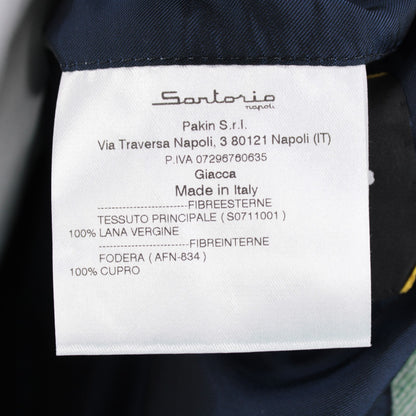 Sartorio
napoli
Pakin S.r.l.
Via Traversa Napoli, 3 80121 Napoli (IT)
P.IVA 07296760635
Giacca
Made in Italy
--------------------FIBREESTERNE
TESSUTO PRINCIPALE ( S0711001 )
100% LANA VERGINE
--------------------FIBREINTERNE
FODERA ( AFN-834 )
100% CUPRO